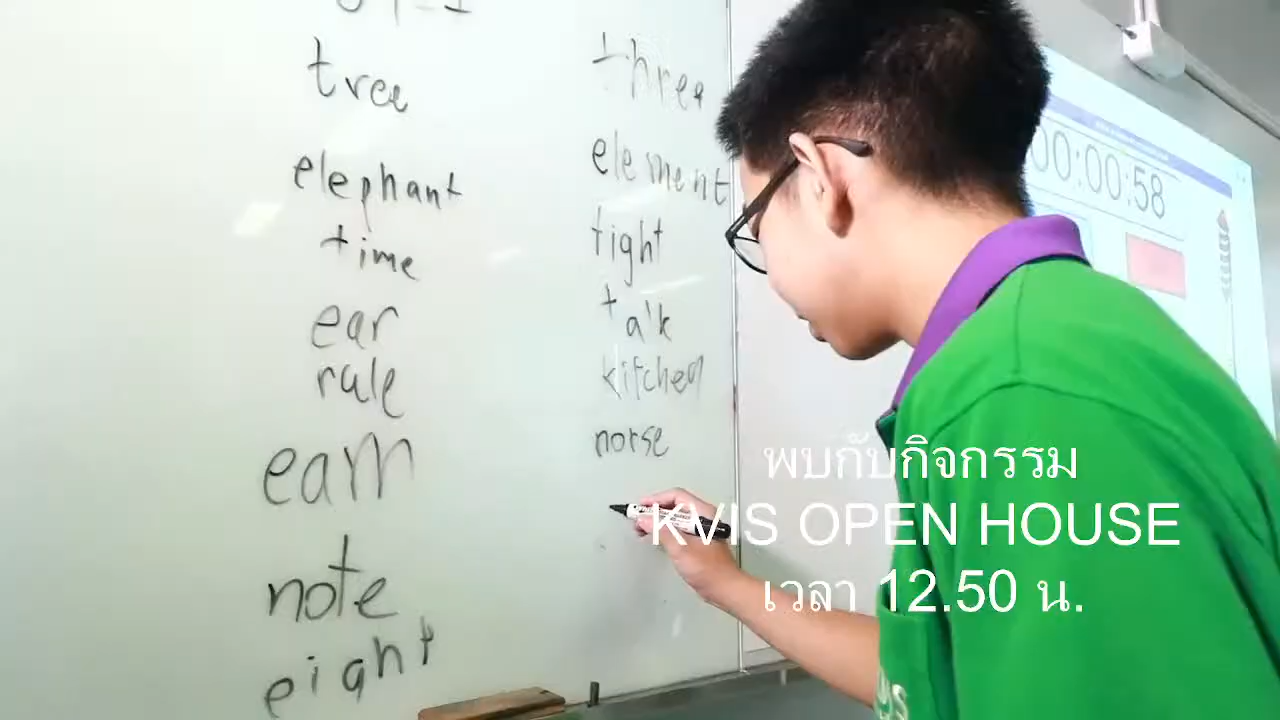 tree
elephant
time
ear
rule
earn
note
eight
three
element
tight
talk
kitchen
norse
00:00:58
พบกับกิจกรรม
“KVIS OPEN HOUSE
เวลา 12.50 น.